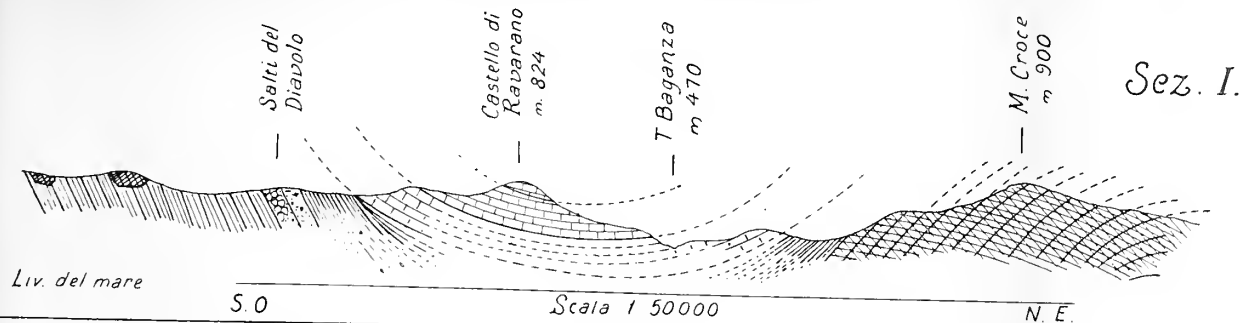 Salti del
Diavolo
Castello di
Ravarano
m. 824
T Baganza
m 470
M. Croce
m 900
Sez. I.
Liv. del mare
S.O
Scala 1 50000
N. E.